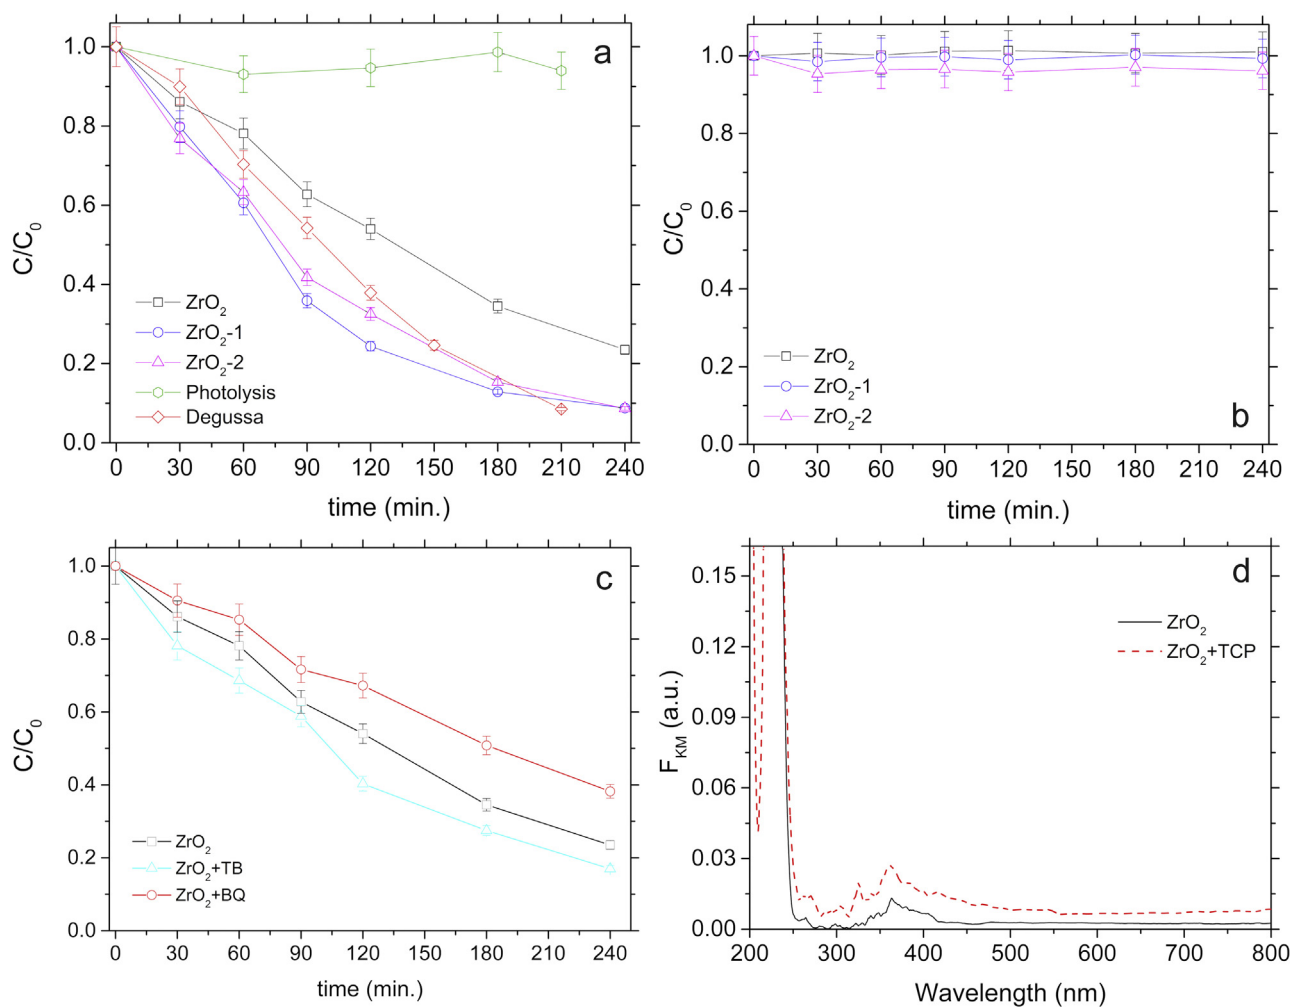 a
1.0
0.8
0.6
0.4
0.2
0.0
C/C₀
ZrO₂
ZrO₂-1
ZrO₂-2
Photolysis
Degussa
0 30 60 90 120 150 180 210 240
time (min.)
b
1.0
0.8
0.6
0.4
0.2
0.0
C/C₀
ZrO₂
ZrO₂-1
ZrO₂-2
0 30 60 90 120 150 180 210 240
time (min.)
c
1.0
0.8
0.6
0.4
0.2
0.0
C/C₀
ZrO₂
ZrO₂+TB
ZrO₂+BQ
0 30 60 90 120 150 180 210 240
time (min.)
d
0.15
0.12
0.09
0.06
0.03
0.00
F_KM (a.u.)
ZrO₂
ZrO₂+TCP
200 300 400 500 600 700 800
Wavelength (nm)